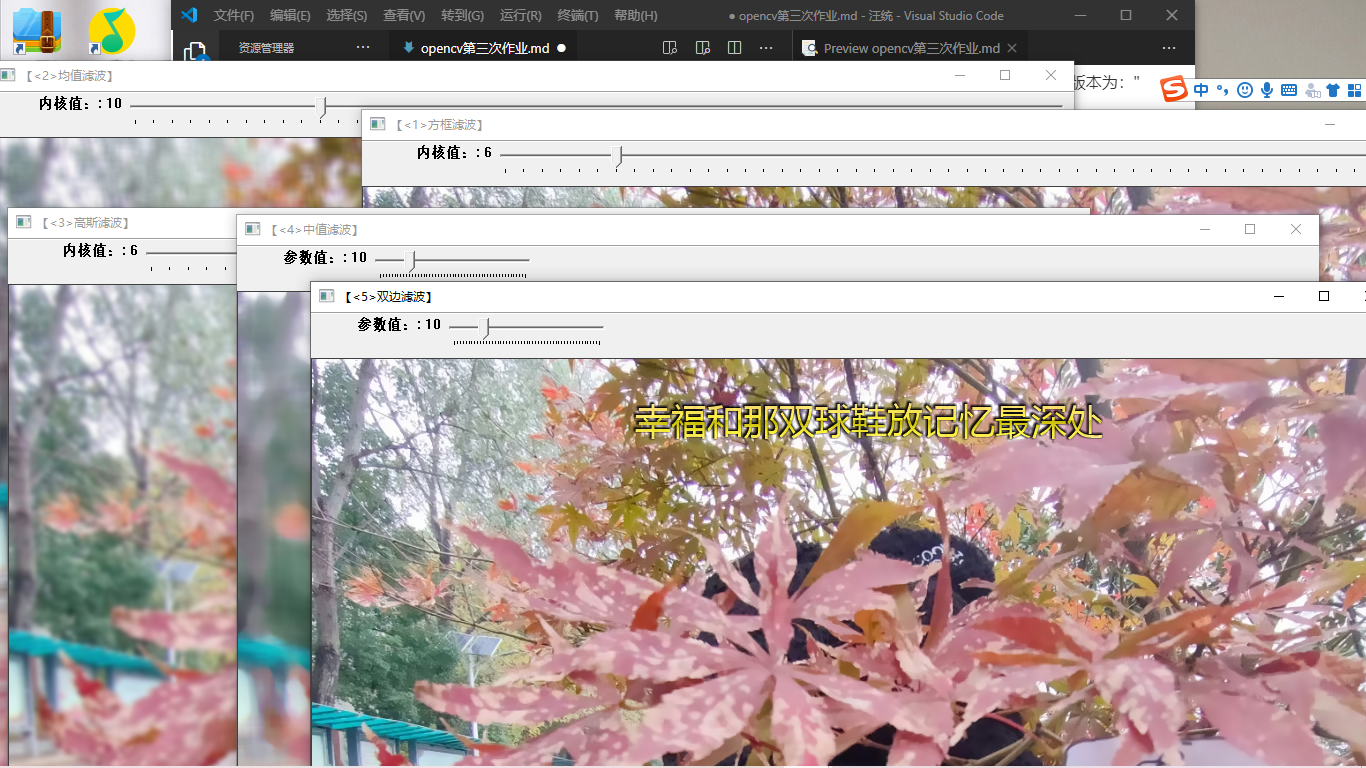 文件(F) 编辑(E) 选择(S) 查看(V) 转到(G) 运行(R) 终端(T) 帮助(H) ● opencv第三次作业.md - 汪统 - Visual Studio Code
资源管理器 ··· opencv第三次作业.md ● ··· Preview opencv第三次作业.md ···
【<2>均值滤波】
版本为："
中
内核值：: 10
【<1>方框滤波】
内核值：: 6
【<3>高斯滤波】
内核值：: 6
【<4>中值滤波】
参数值：: 10
【<5>双边滤波】
参数值：: 10
幸福和那双球鞋放记忆最深处